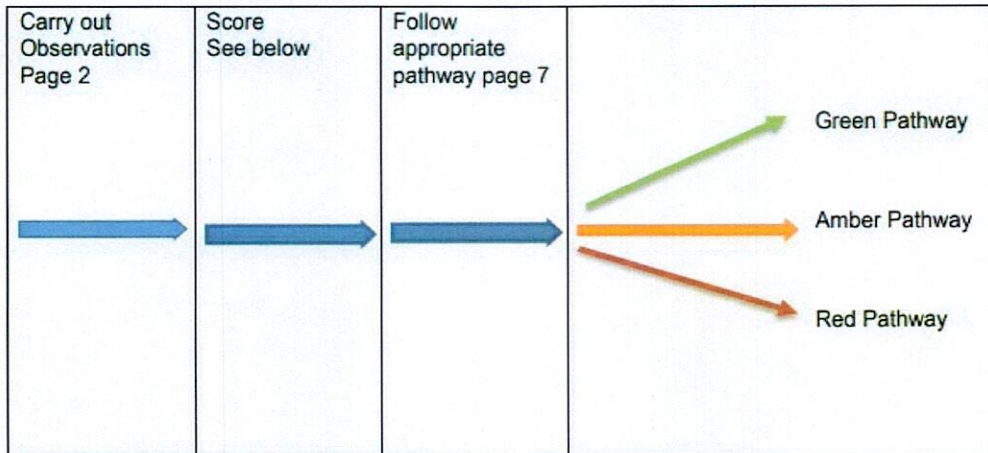 Carry out
Observations
Page 2
Score
See below
Follow
appropriate
pathway page 7
Green Pathway
Amber Pathway
Red Pathway